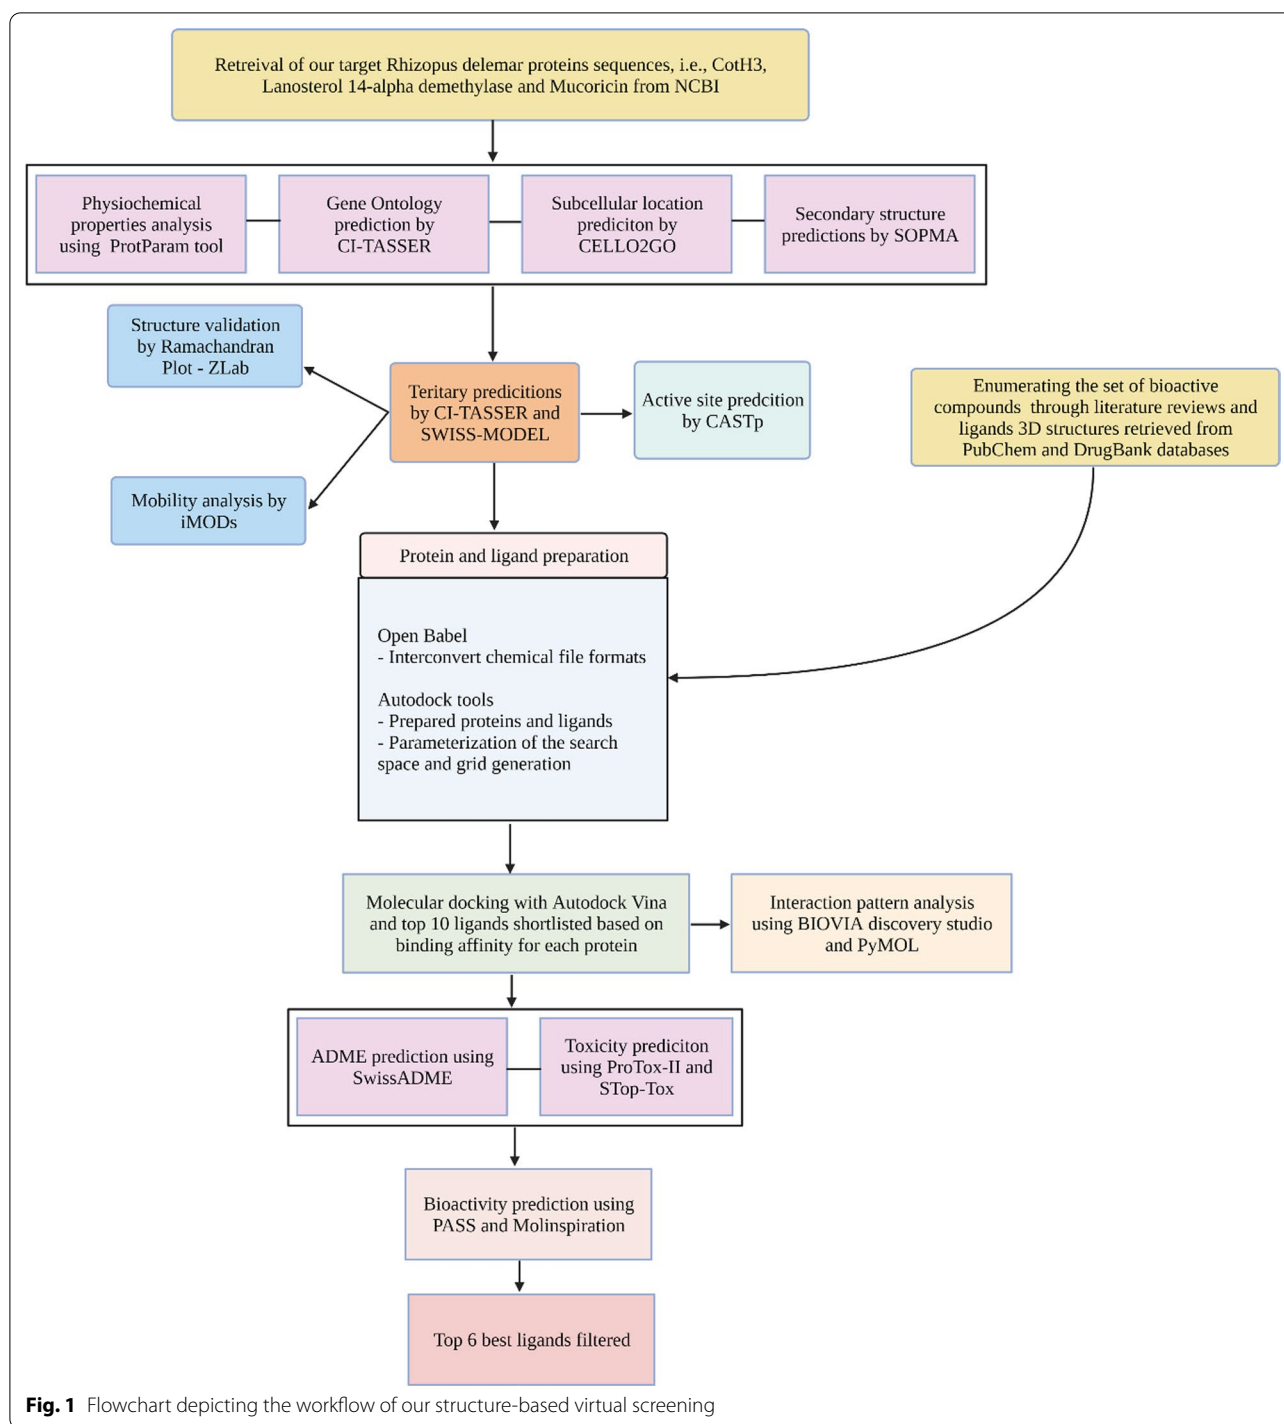 Retreival of our target Rhizopus delemar proteins sequences, i.e., CotH3,
Lanosterol 14-alpha demethylase and Mucoricin from NCBI
Physiochemical
properties analysis
using ProtParam tool
Gene Ontology
prediction by
CI-TASSER
Subcellular location
prediciton by
CELLO2GO
Secondary structure
predictions by SOPMA
Structure validation
by Ramachandran
Plot - ZLab
Teritary predicitions
by CI-TASSER and
SWISS-MODEL
Active site predcition
by CASTp
Enumerating the set of bioactive
compounds through literature reviews and
ligands 3D structures retrieved from
PubChem and DrugBank databases
Mobility analysis by
iMODs
Protein and ligand preparation
Open Babel
- Interconvert chemical file formats
Autodock tools
- Prepared proteins and ligands
- Parameterization of the search
space and grid generation
Molecular docking with Autodock Vina
and top 10 ligands shortlisted based on
binding affinity for each protein
Interaction pattern analysis
using BIOVIA discovery studio
and PyMOL
ADME prediction using
SwissADME
Toxicity prediciton
using ProTox-II and
STop-Tox
Bioactivity prediction using
PASS and Molinspiration
Top 6 best ligands filtered
Fig. 1 Flowchart depicting the workflow of our structure-based virtual screening